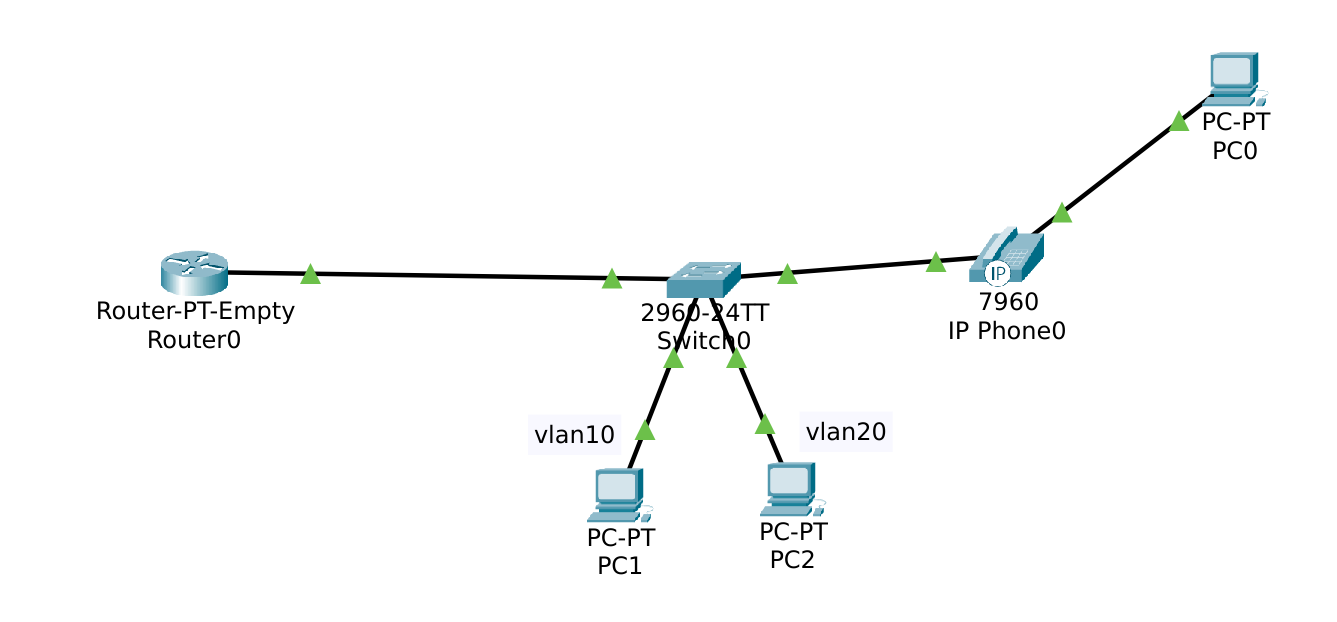 PC-PT
PC0
Router-PT-Empty
Router0
2960-24TT
Switch0
IP
7960
IP Phone0
vlan10
vlan20
PC-PT
PC1
PC-PT
PC2